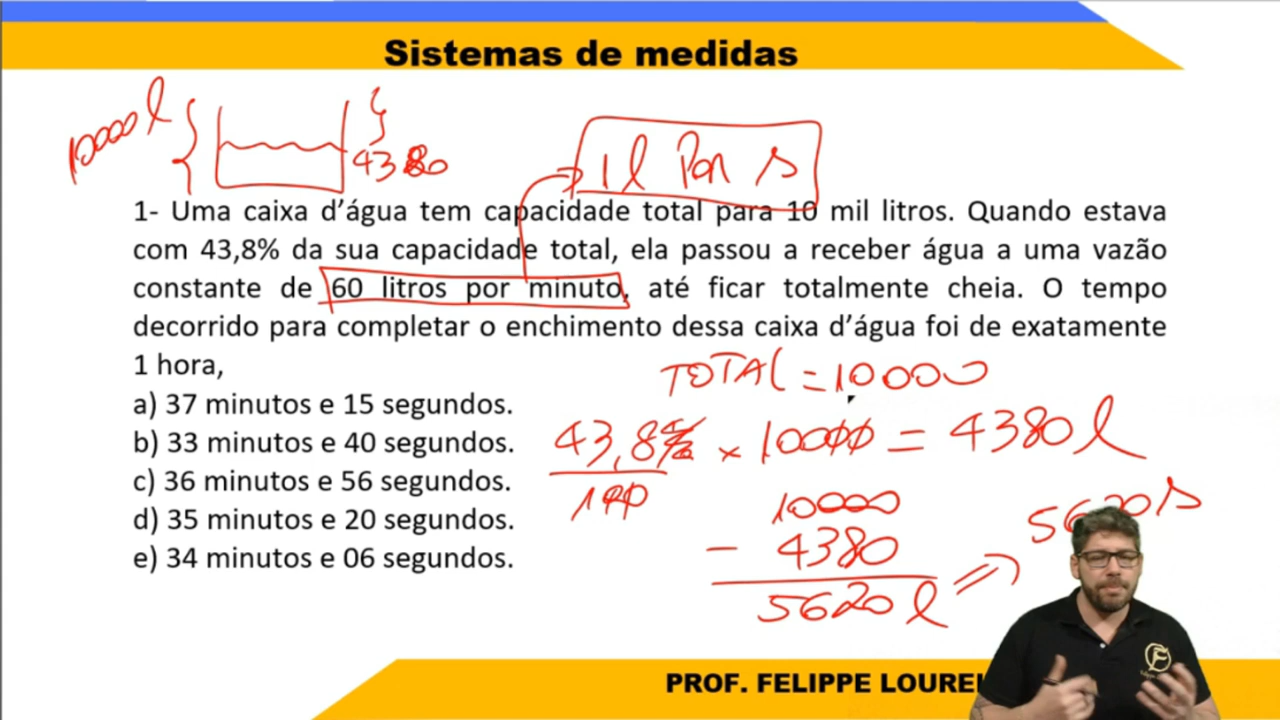 Sistemas de medidas
10000 l
4380
1 l Por s
1- Uma caixa d’água tem capacidade total para 10 mil litros. Quando estava
com 43,8% da sua capacidade total, ela passou a receber água a uma vazão
constante de 60 litros por minuto, até ficar totalmente cheia. O tempo
decorrido para completar o enchimento dessa caixa d’água foi de exatamente
1 hora,
TOTAL = 10000
a) 37 minutos e 15 segundos.
b) 33 minutos e 40 segundos.
c) 36 minutos e 56 segundos.
d) 35 minutos e 20 segundos.
e) 34 minutos e 06 segundos.
43,8% × 10000 = 4380 l
100
10000
- 4380
5620 l ⇒ 5620 s
PROF. FELIPPE LOUREI